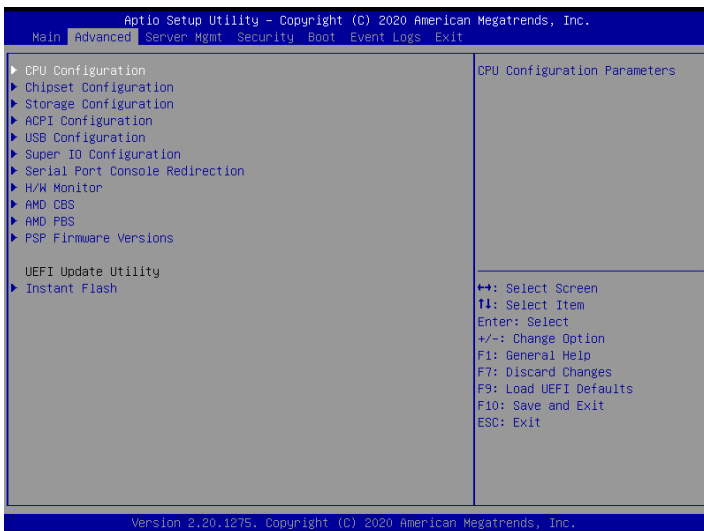 Aptio Setup Utility – Copyright (C) 2020 American Megatrends, Inc.
Main Advanced Server Mgmt Security Boot Event Logs Exit
CPU Configuration
Chipset Configuration
Storage Configuration
ACPI Configuration
USB Configuration
Super IO Configuration
Serial Port Console Redirection
H/W Monitor
AMD CBS
AMD PBS
PSP Firmware Versions
UEFI Update Utility
Instant Flash
CPU Configuration Parameters
↔: Select Screen
↑↓: Select Item
Enter: Select
+/-: Change Option
F1: General Help
F7: Discard Changes
F9: Load UEFI Defaults
F10: Save and Exit
ESC: Exit
Version 2.20.1275. Copyright (C) 2020 American Megatrends, Inc.